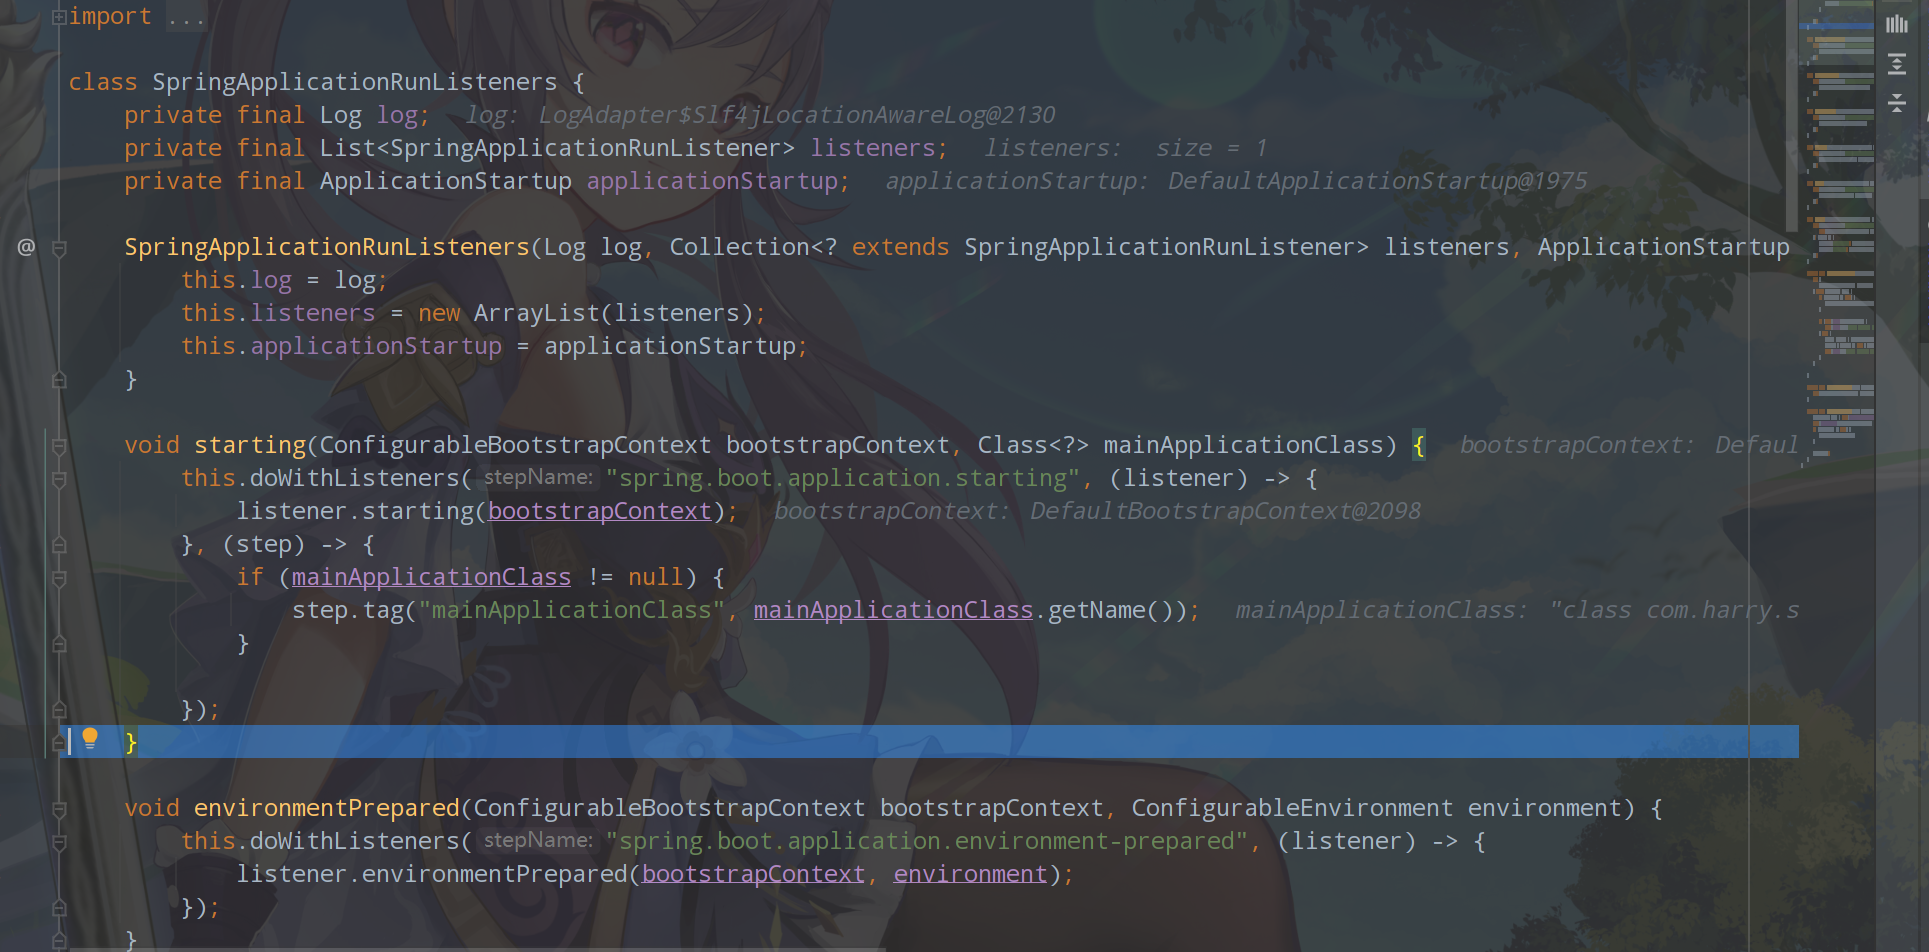 import ...
class SpringApplicationRunListeners {
private final Log log; log: LogAdapter$Slf4jLocationAwareLog@2130
private final List<SpringApplicationRunListener> listeners; listeners: size = 1
private final ApplicationStartup applicationStartup; applicationStartup: DefaultApplicationStartup@1975
@ SpringApplicationRunListeners(Log log, Collection<? extends SpringApplicationRunListener> listeners, ApplicationStartup
this.log = log;
this.listeners = new ArrayList(listeners);
this.applicationStartup = applicationStartup;
}
void starting(ConfigurableBootstrapContext bootstrapContext, Class<?> mainApplicationClass) { bootstrapContext: Defaul
this.doWithListeners( stepName: "spring.boot.application.starting", (listener) -> {
listener.starting(bootstrapContext); bootstrapContext: DefaultBootstrapContext@2098
}, (step) -> {
if (mainApplicationClass != null) {
step.tag("mainApplicationClass", mainApplicationClass.getName()); mainApplicationClass: "class com.harry.s
}
});
}
void environmentPrepared(ConfigurableBootstrapContext bootstrapContext, ConfigurableEnvironment environment) {
this.doWithListeners( stepName: "spring.boot.application.environment-prepared", (listener) -> {
listener.environmentPrepared(bootstrapContext, environment);
});
}